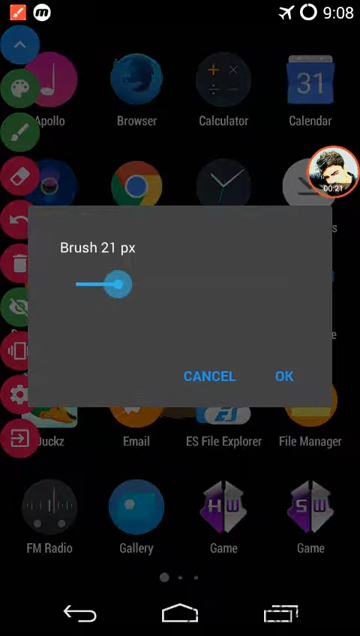 9:08
Apollo
Browser
Calculator
31
Calendar
00:21
s
Brush 21 px
e
CANCEL
OK
uckz
Email
ES File Explorer
File Manager
FM Radio
Gallery
HW
Game
SW
Game